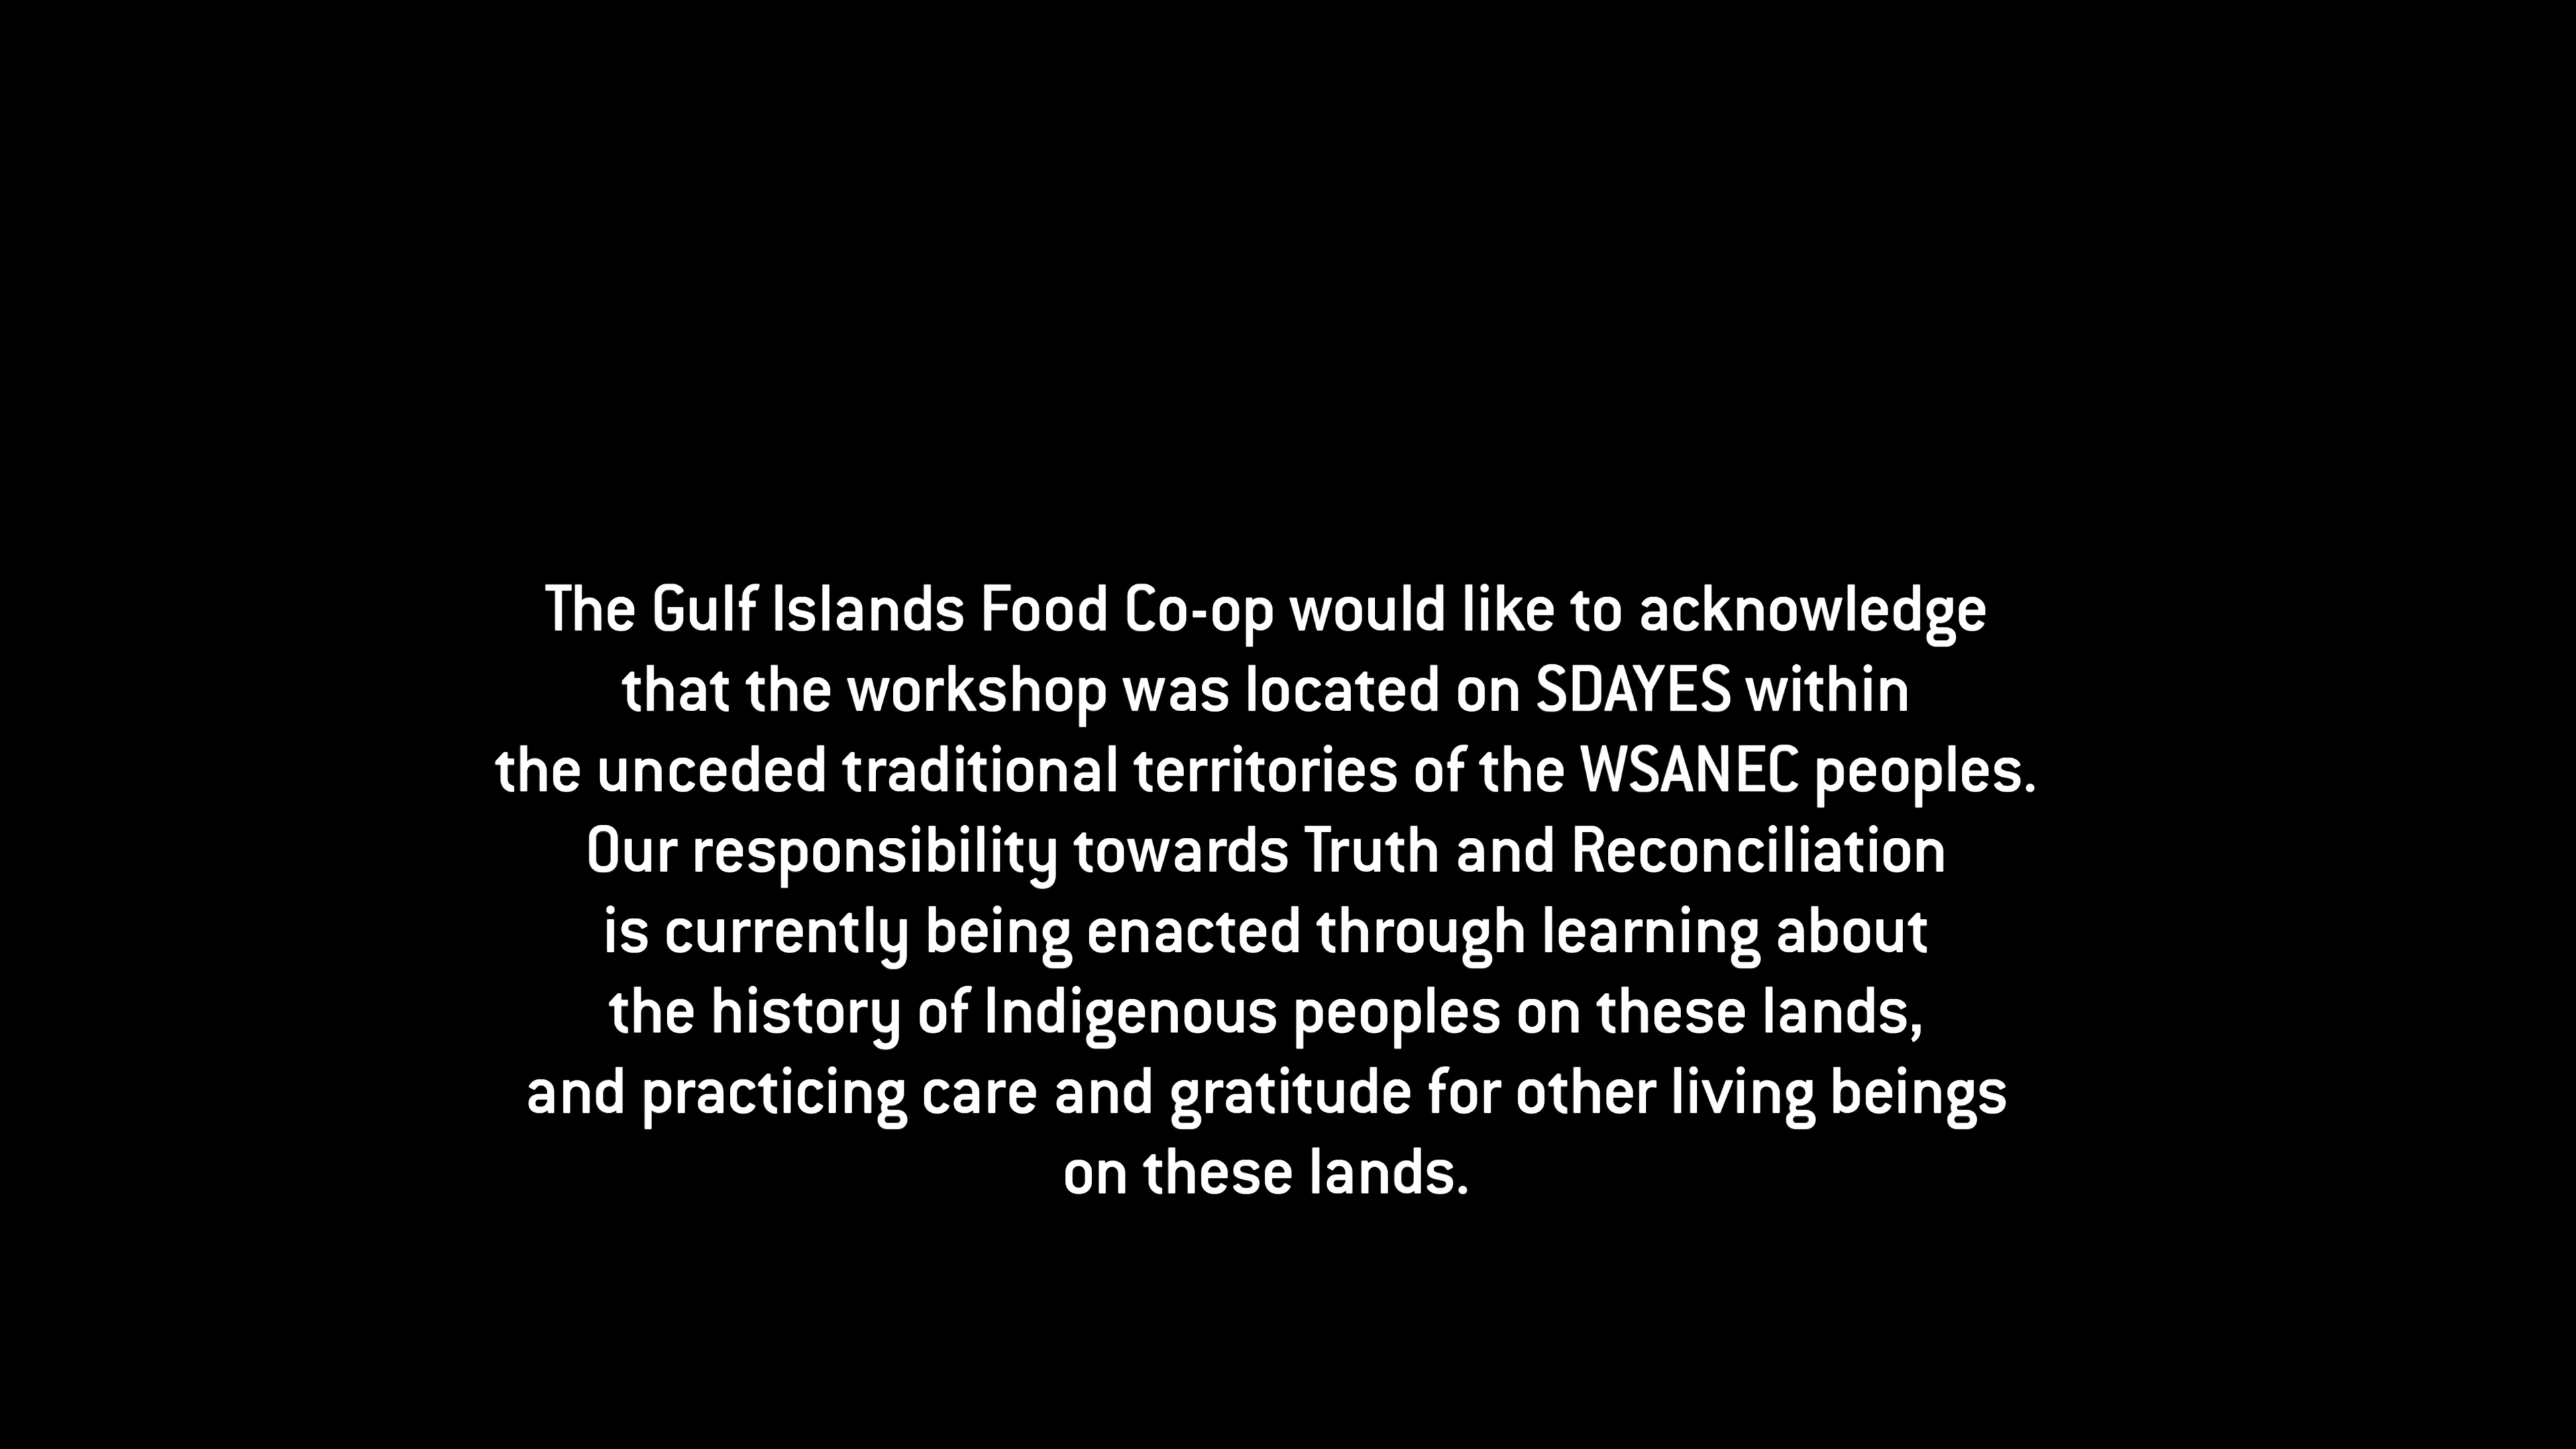 The Gulf Islands Food Co-op would like to acknowledge
that the workshop was located on SDAYES within
the unceded traditional territories of the WSANEC peoples.
Our responsibility towards Truth and Reconciliation
is currently being enacted through learning about
the history of Indigenous peoples on these lands,
and practicing care and gratitude for other living beings
on these lands.